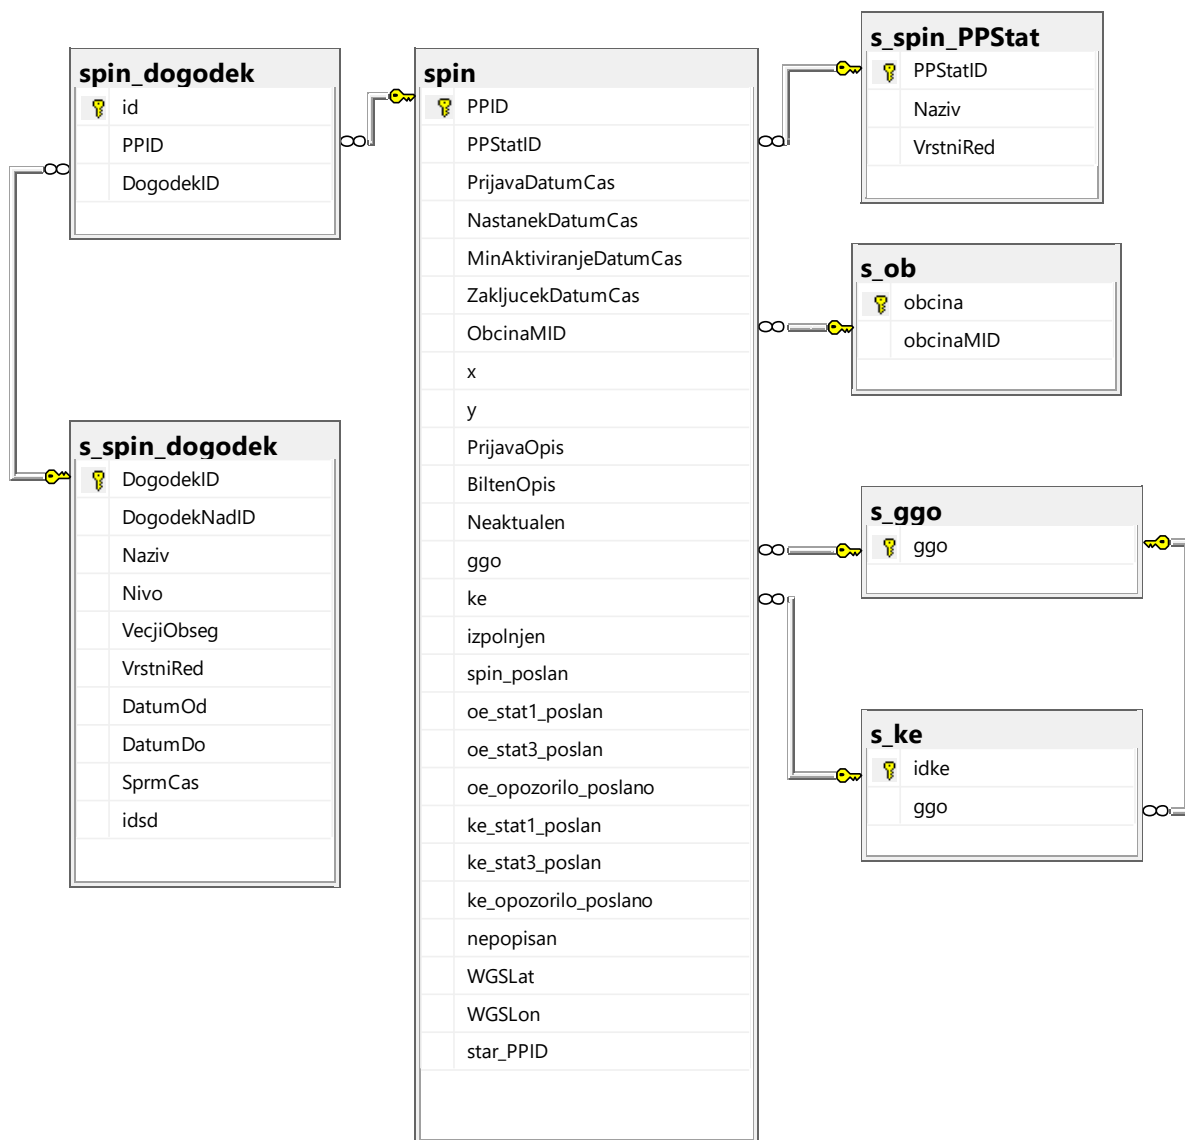 spin_dogodek
id
PPID
DogodekID
s_spin_dogodek
DogodekID
DogodekNadID
Naziv
Nivo
VecjiObseg
VrstniRed
DatumOd
DatumDo
SprmCas
idsd
spin
PPID
PPStatID
PrijavaDatumCas
NastanekDatumCas
MinAktiviranjeDatumCas
ZakljucekDatumCas
ObcinaMID
x
y
PrijavaOpis
BiltenOpis
Neaktualen
ggo
ke
izpolnjen
spin_poslan
oe_stat1_poslan
oe_stat3_poslan
oe_opozorilo_poslano
ke_stat1_poslan
ke_stat3_poslan
ke_opozorilo_poslano
nepopisan
WGSLat
WGSLon
star_PPID
s_spin_PPStat
PPStatID
Naziv
VrstniRed
s_ob
obcina
obcinaMID
s_ggo
ggo
s_ke
idke
ggo